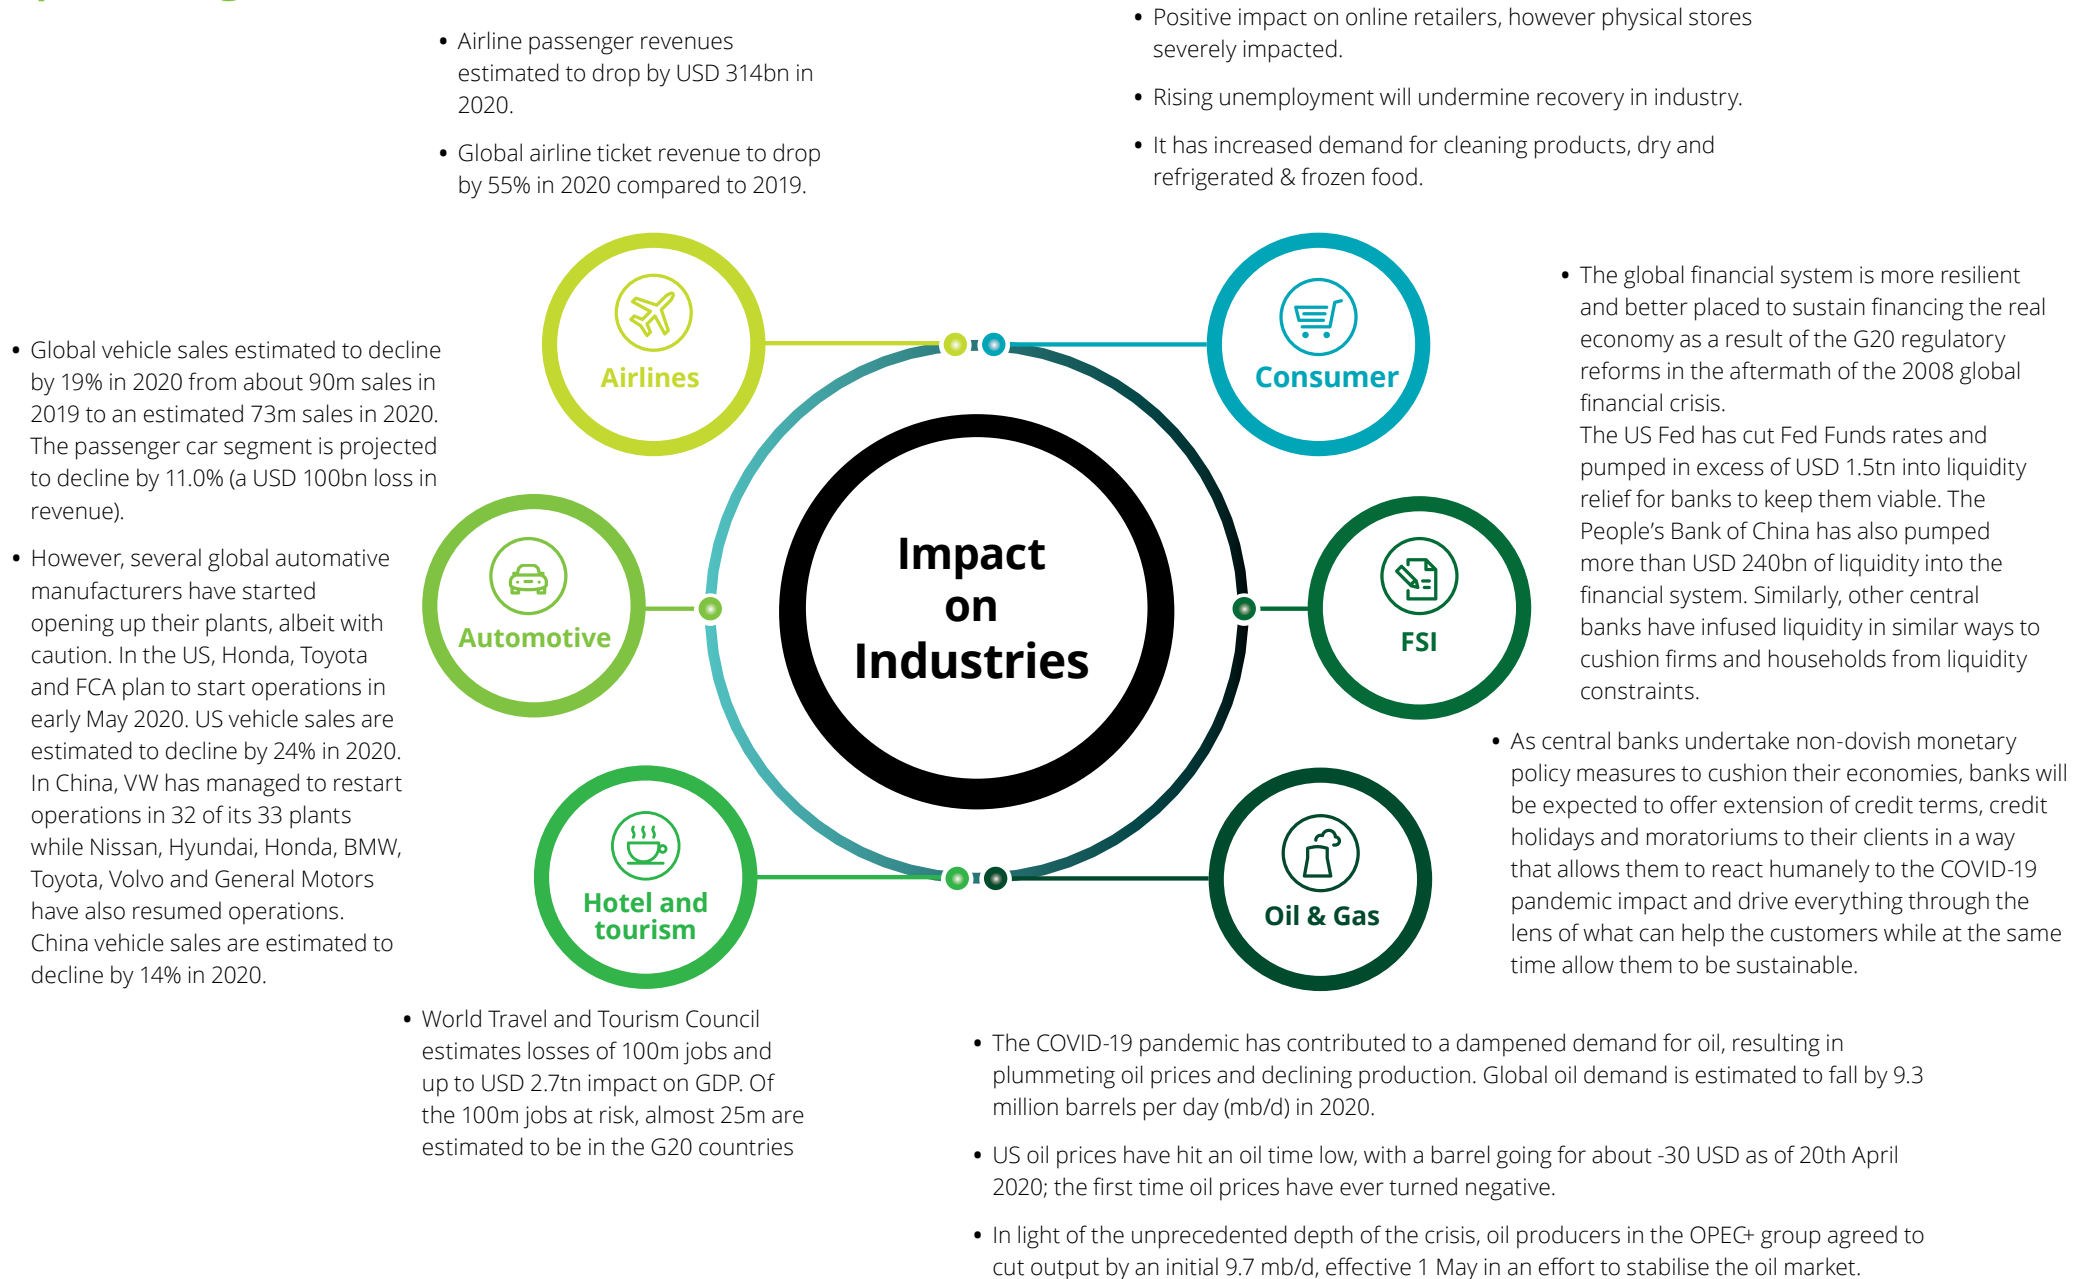 • Airline passenger revenues
estimated to drop by USD 314bn in
2020.
• Global airline ticket revenue to drop
by 55% in 2020 compared to 2019.
• Positive impact on online retailers, however physical stores
severely impacted.
• Rising unemployment will undermine recovery in industry.
• It has increased demand for cleaning products, dry and
refrigerated & frozen food.
Airlines
Consumer
• Global vehicle sales estimated to decline
by 19% in 2020 from about 90m sales in
2019 to an estimated 73m sales in 2020.
The passenger car segment is projected
to decline by 11.0% (a USD 100bn loss in
revenue).
• However, several global automative
manufacturers have started
opening up their plants, albeit with
caution. In the US, Honda, Toyota
and FCA plan to start operations in
early May 2020. US vehicle sales are
estimated to decline by 24% in 2020.
In China, VW has managed to restart
operations in 32 of its 33 plants
while Nissan, Hyundai, Honda, BMW,
Toyota, Volvo and General Motors
have also resumed operations.
China vehicle sales are estimated to
decline by 14% in 2020.
Automotive
Impact
on
Industries
FSI
• The global financial system is more resilient
and better placed to sustain financing the real
economy as a result of the G20 regulatory
reforms in the aftermath of the 2008 global
financial crisis.
The US Fed has cut Fed Funds rates and
pumped in excess of USD 1.5tn into liquidity
relief for banks to keep them viable. The
People’s Bank of China has also pumped
more than USD 240bn of liquidity into the
financial system. Similarly, other central
banks have infused liquidity in similar ways to
cushion firms and households from liquidity
constraints.
• As central banks undertake non-dovish monetary
policy measures to cushion their economies, banks will
be expected to offer extension of credit terms, credit
holidays and moratoriums to their clients in a way
that allows them to react humanely to the COVID-19
pandemic impact and drive everything through the
lens of what can help the customers while at the same
time allow them to be sustainable.
Hotel and
tourism
Oil & Gas
• World Travel and Tourism Council
estimates losses of 100m jobs and
up to USD 2.7tn impact on GDP. Of
the 100m jobs at risk, almost 25m are
estimated to be in the G20 countries
• The COVID-19 pandemic has contributed to a dampened demand for oil, resulting in
plummeting oil prices and declining production. Global oil demand is estimated to fall by 9.3
million barrels per day (mb/d) in 2020.
• US oil prices have hit an oil time low, with a barrel going for about -30 USD as of 20th April
2020; the first time oil prices have ever turned negative.
• In light of the unprecedented depth of the crisis, oil producers in the OPEC+ group agreed to
cut output by an initial 9.7 mb/d, effective 1 May in an effort to stabilise the oil market.